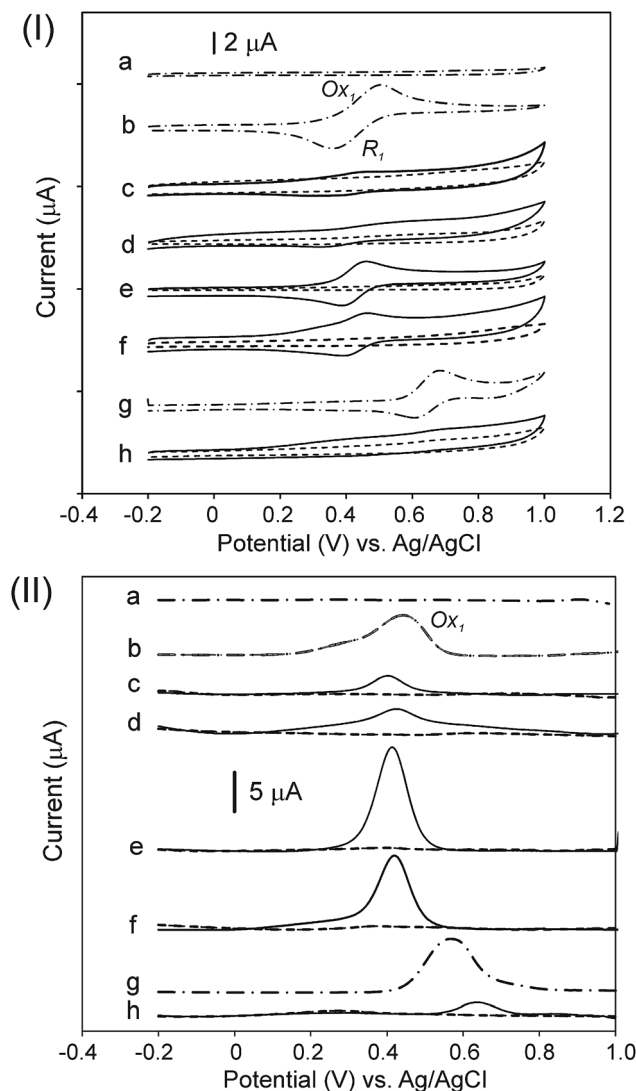 (I)
2 μA
a
Ox1
b
R1
c
d
e
f
g
h
Current (μA)
-0.4 -0.2 0 0.2 0.4 0.6 0.8 1.0 1.2
Potential (V) vs. Ag/AgCl
(II)
a
Ox1
b
c
d
5 μA
e
f
g
h
Current (μA)
-0.4 -0.2 0 0.2 0.4 0.6 0.8 1.0
Potential (V) vs. Ag/AgCl